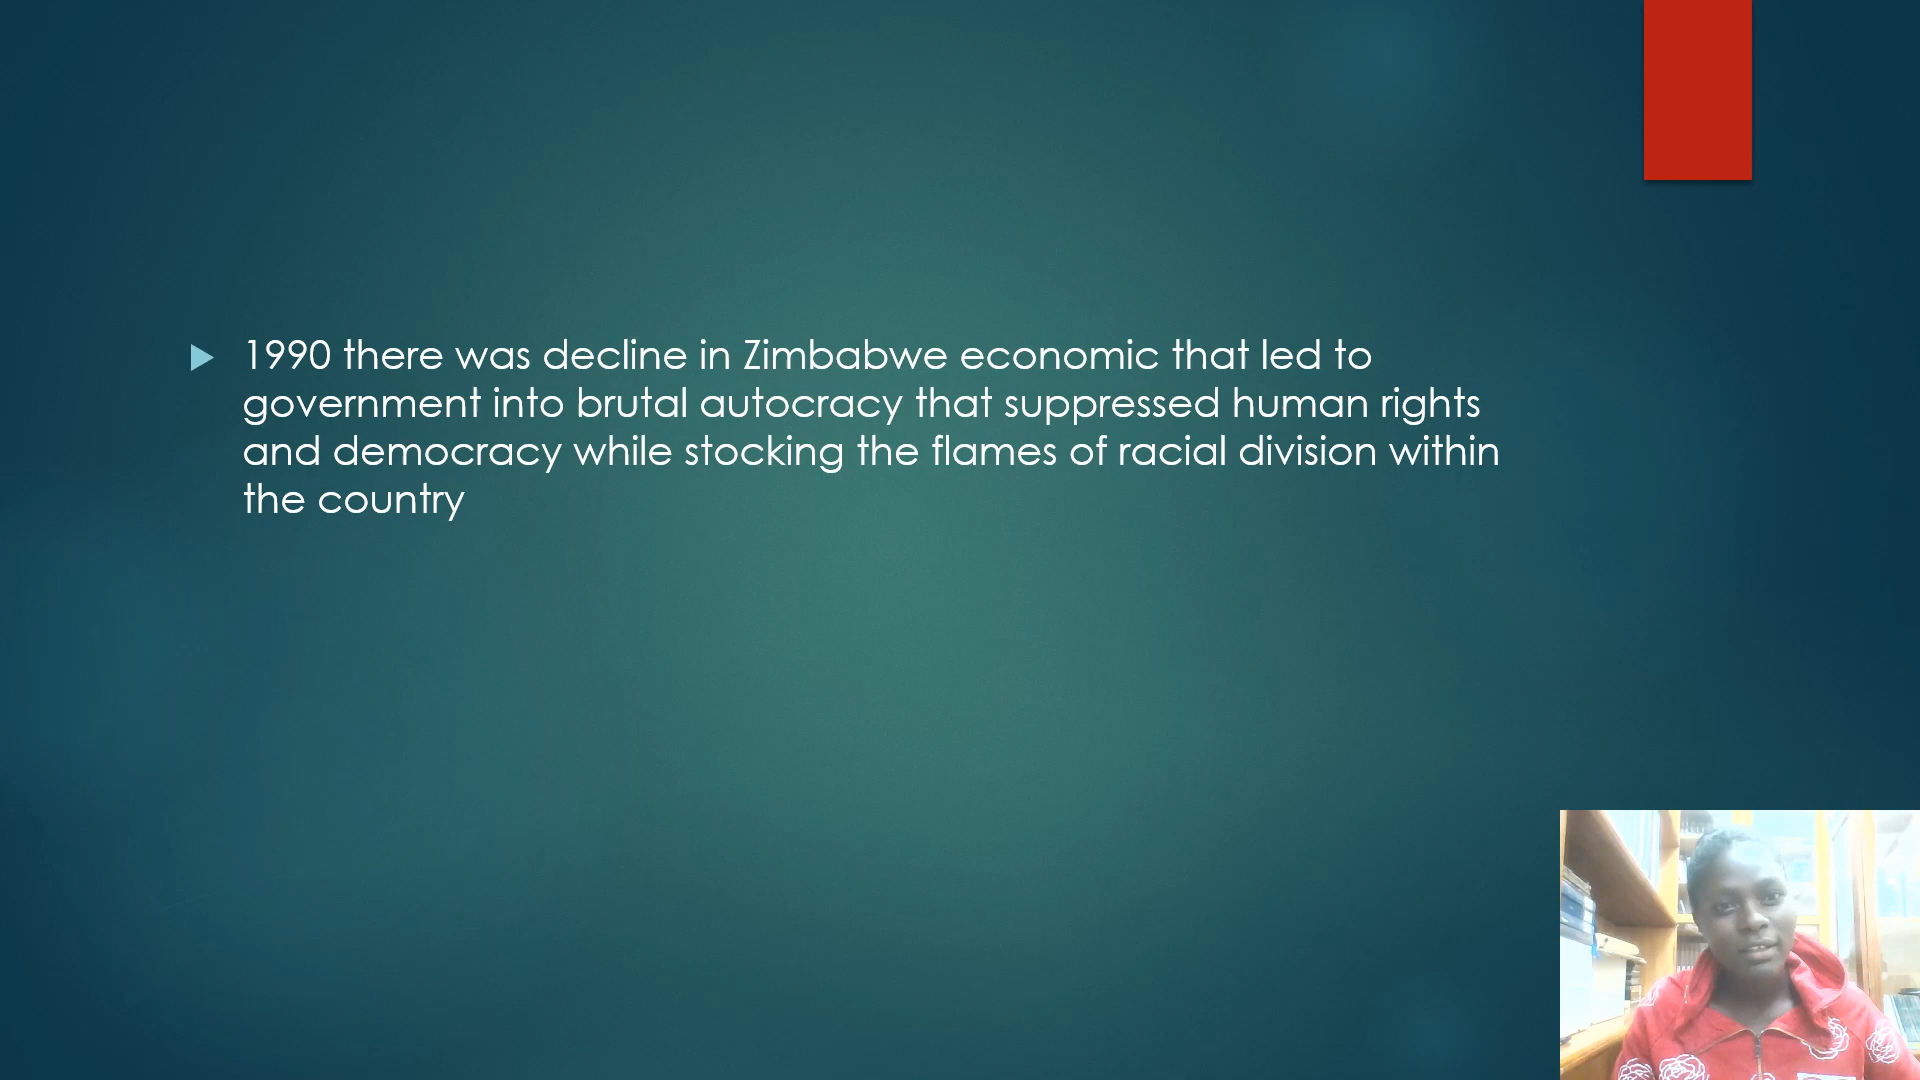 1990 there was decline in Zimbabwe economic that led to
government into brutal autocracy that suppressed human rights
and democracy while stocking the flames of racial division within
the country